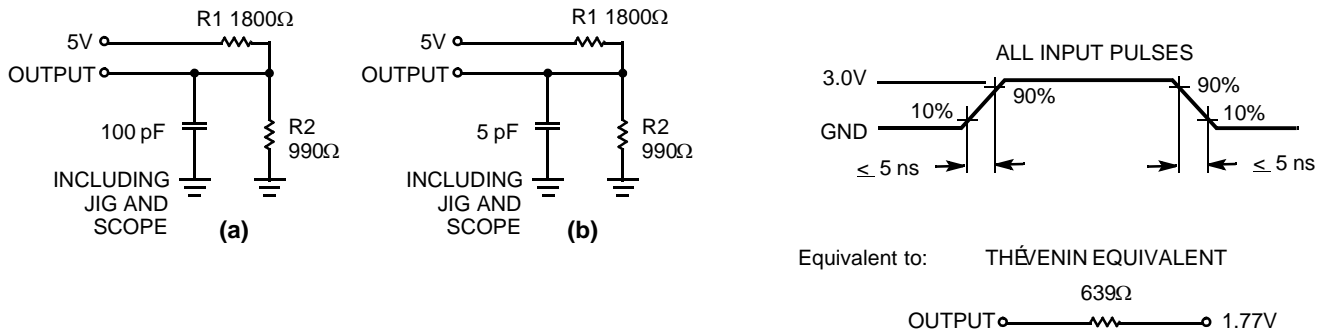 R1 1800Ω
5V
OUTPUT
100 pF
R2
990Ω
INCLUDING
JIG AND
SCOPE
(a)
R1 1800Ω
5V
OUTPUT
5 pF
R2
990Ω
INCLUDING
JIG AND
SCOPE
(b)
ALL INPUT PULSES
3.0V
90%
90%
10%
10%
GND
≤ 5 ns
≤ 5 ns
Equivalent to: THÉVENIN EQUIVALENT
639Ω
OUTPUT 1.77V